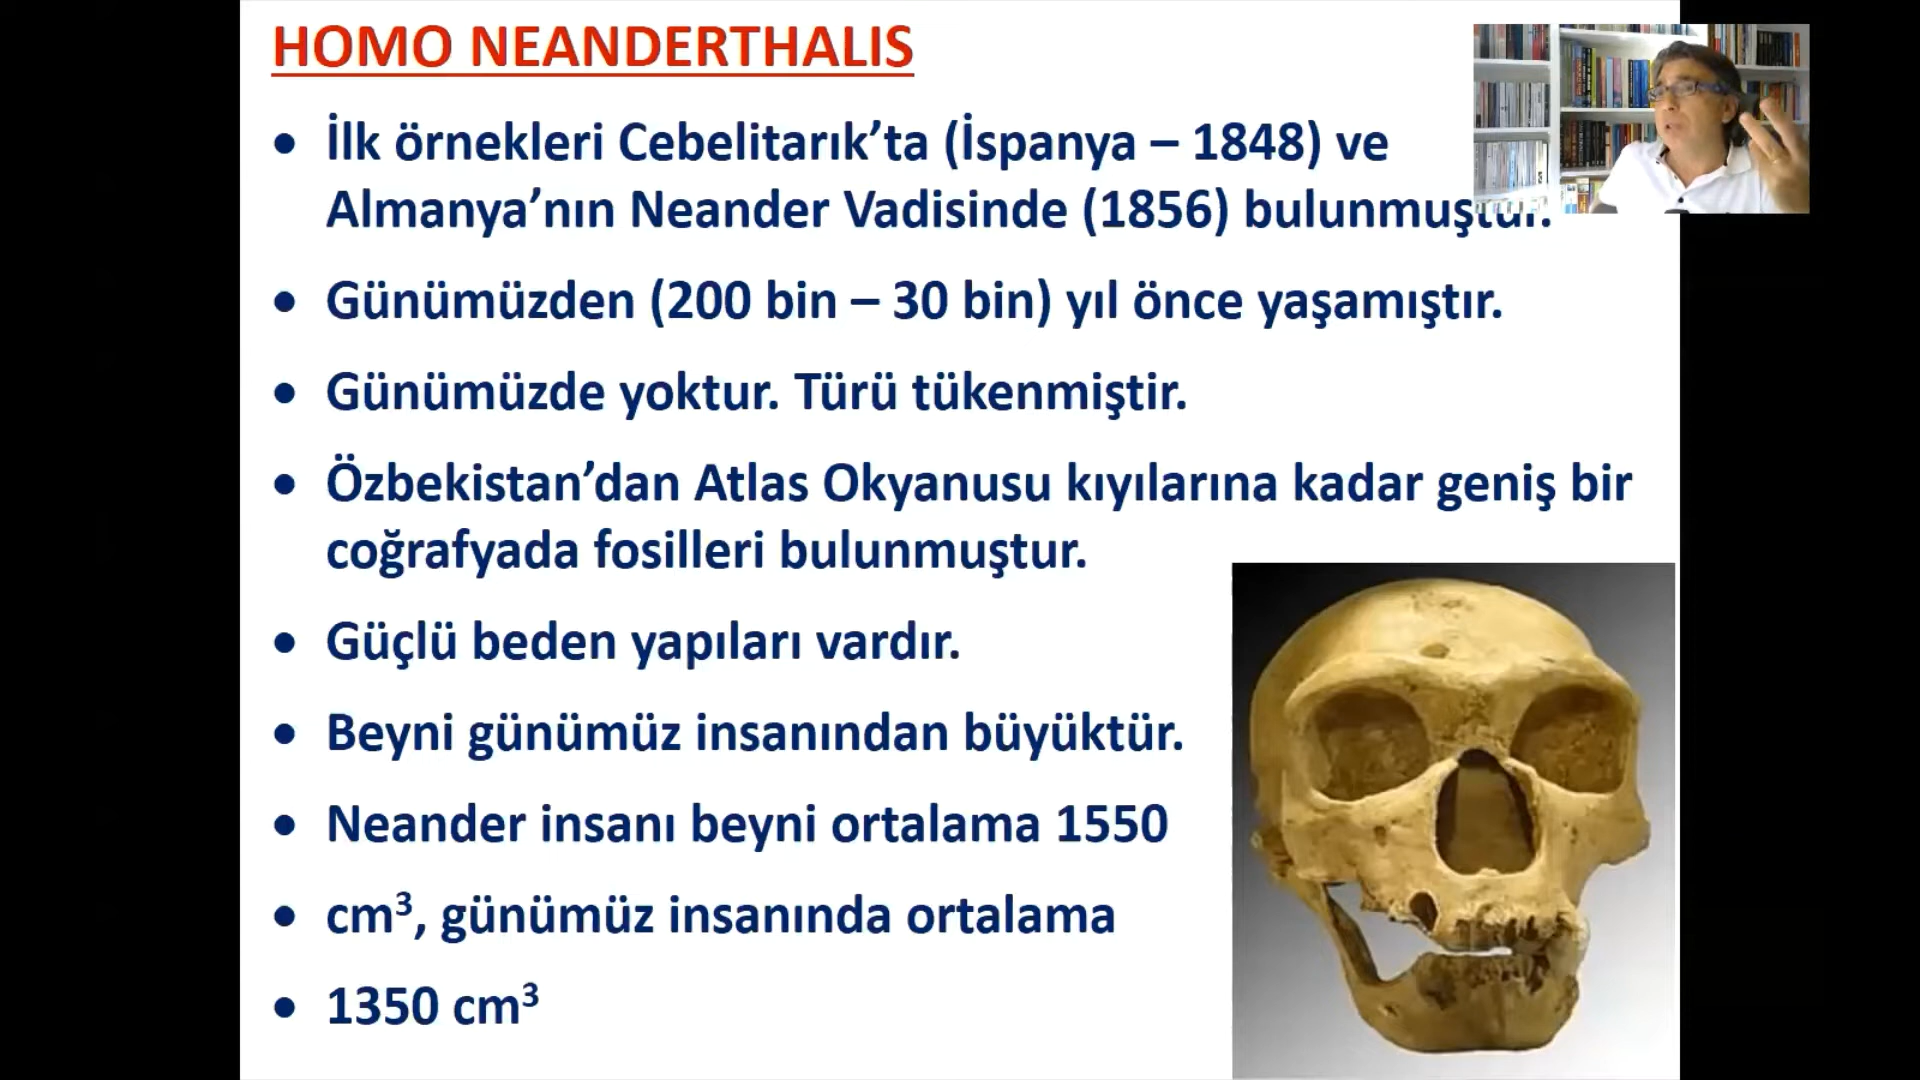 HOMO NEANDERTHALIS
• İlk örnekleri Cebelitarık’ta (İspanya – 1848) ve
Almanya’nın Neander Vadisinde (1856) bulunmuştur.
• Günümüzden (200 bin – 30 bin) yıl önce yaşamıştır.
• Günümüzde yoktur. Türü tükenmiştir.
• Özbekistan’dan Atlas Okyanusu kıyılarına kadar geniş bir
coğrafyada fosilleri bulunmuştur.
• Güçlü beden yapıları vardır.
• Beyni günümüz insanından büyüktür.
• Neander insanı beyni ortalama 1550
• cm³, günümüz insanında ortalama
• 1350 cm³